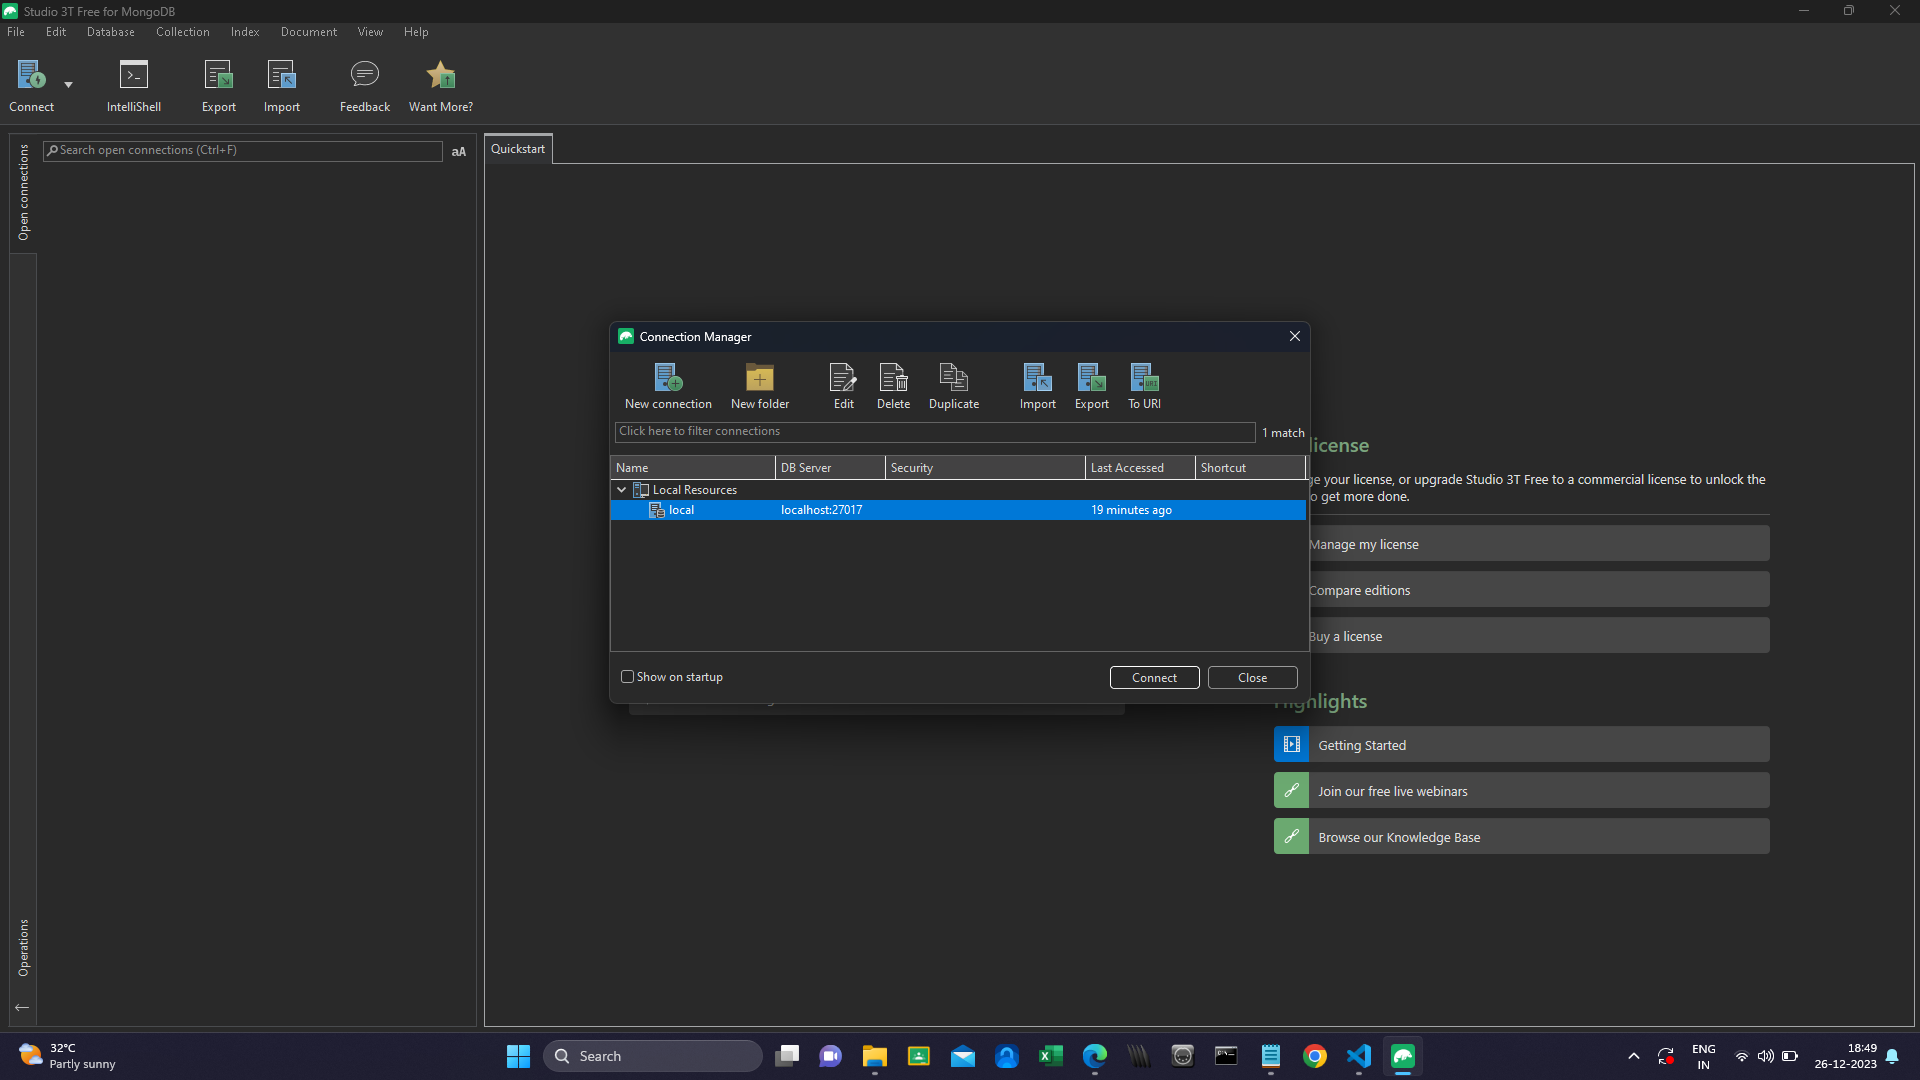 Studio 3T Free for MongoDB
File Edit Database Collection Index Document View Help
Connect IntelliShell Export Import Feedback Want More?
Open connections
Search open connections (Ctrl+F)
aA
Quickstart
Connection Manager
New connection New folder Edit Delete Duplicate Import Export To URI
URI
Click here to filter connections
1 match
Name DB Server Security Last Accessed Shortcut
Local Resources
local localhost:27017 19 minutes ago
Show on startup
Connect Close
license
your license, or upgrade Studio 3T Free to a commercial license to unlock the
get more done.
Manage my license
Compare editions
Buy a license
Highlights
Getting Started
Join our free live webinars
Browse our Knowledge Base
Operations
32°C
Partly sunny
Search
ENG
IN
18:49
26-12-2023